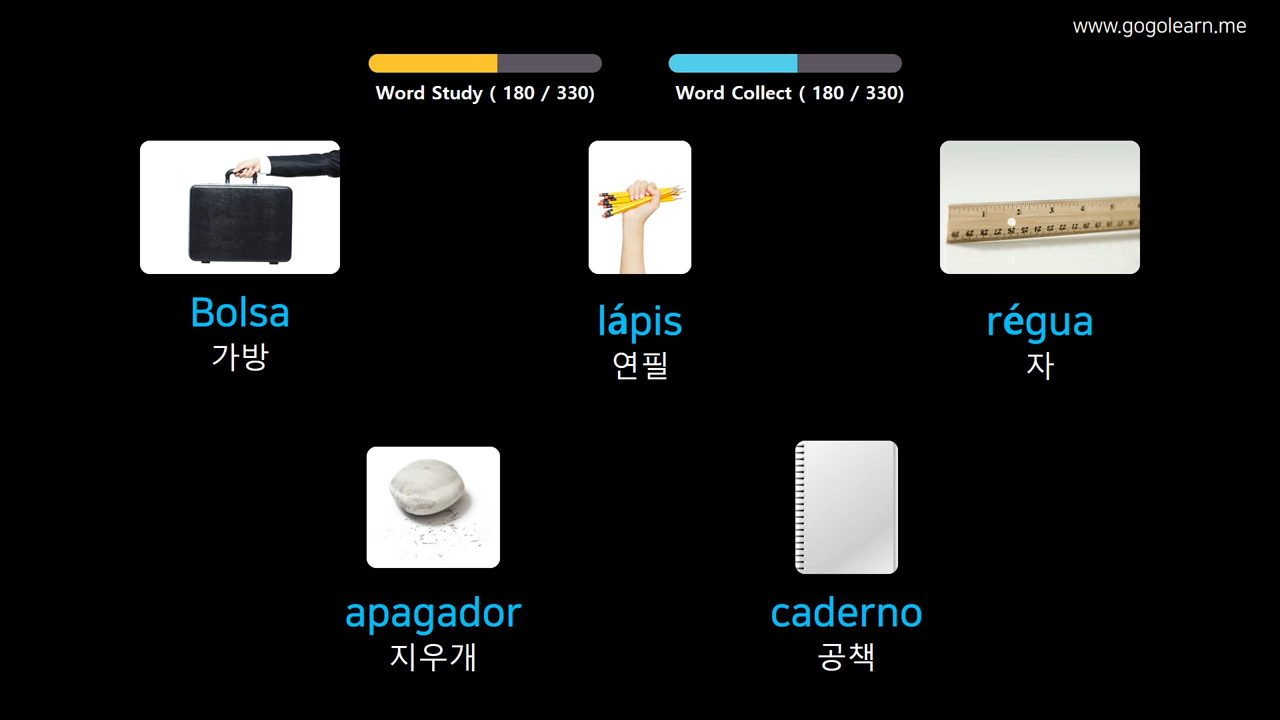 www.gogolearn.me
Word Study ( 180 / 330)
Word Collect ( 180 / 330)
Bolsa
가방
lápis
연필
régua
자
apagador
지우개
caderno
공책